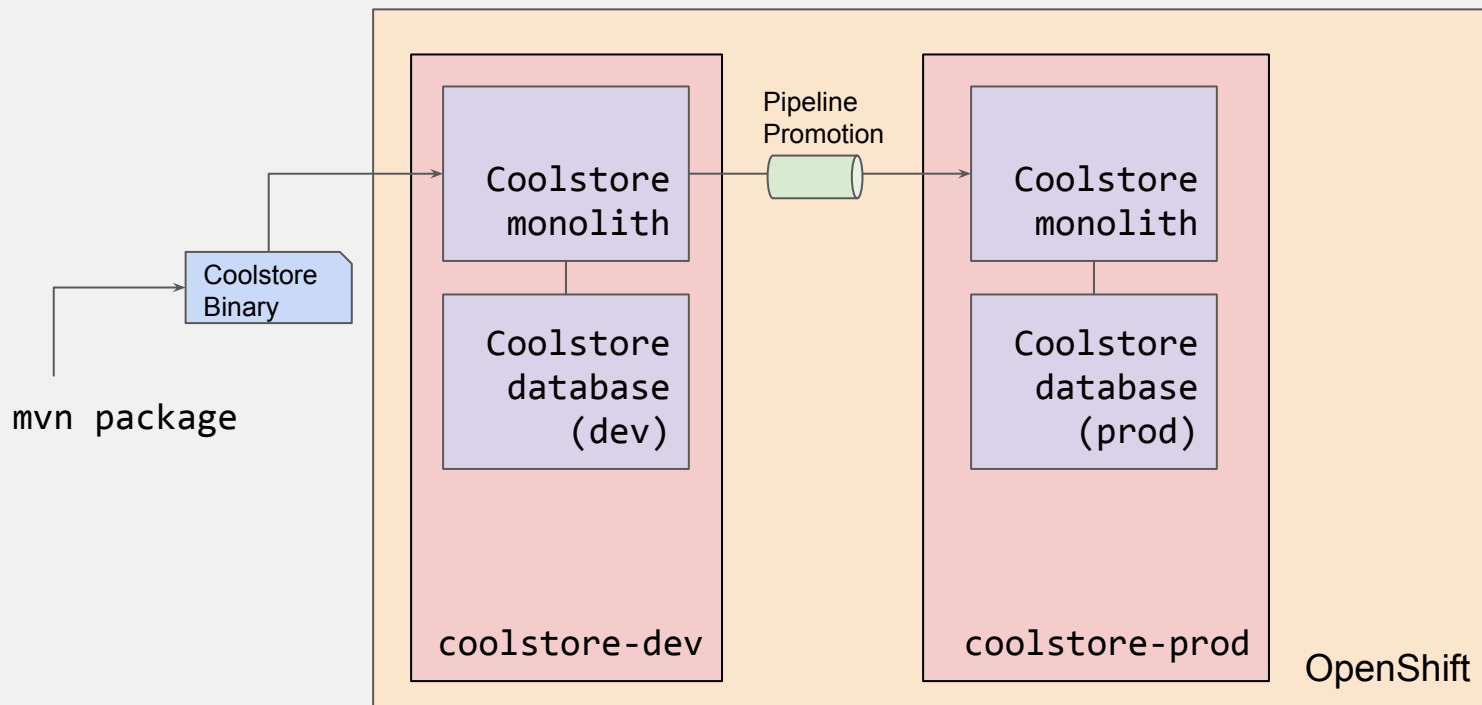 mvn package
Coolstore
Binary
Coolstore
monolith
Coolstore
database
(dev)
coolstore-dev
Pipeline
Promotion
Coolstore
monolith
Coolstore
database
(prod)
coolstore-prod
OpenShift